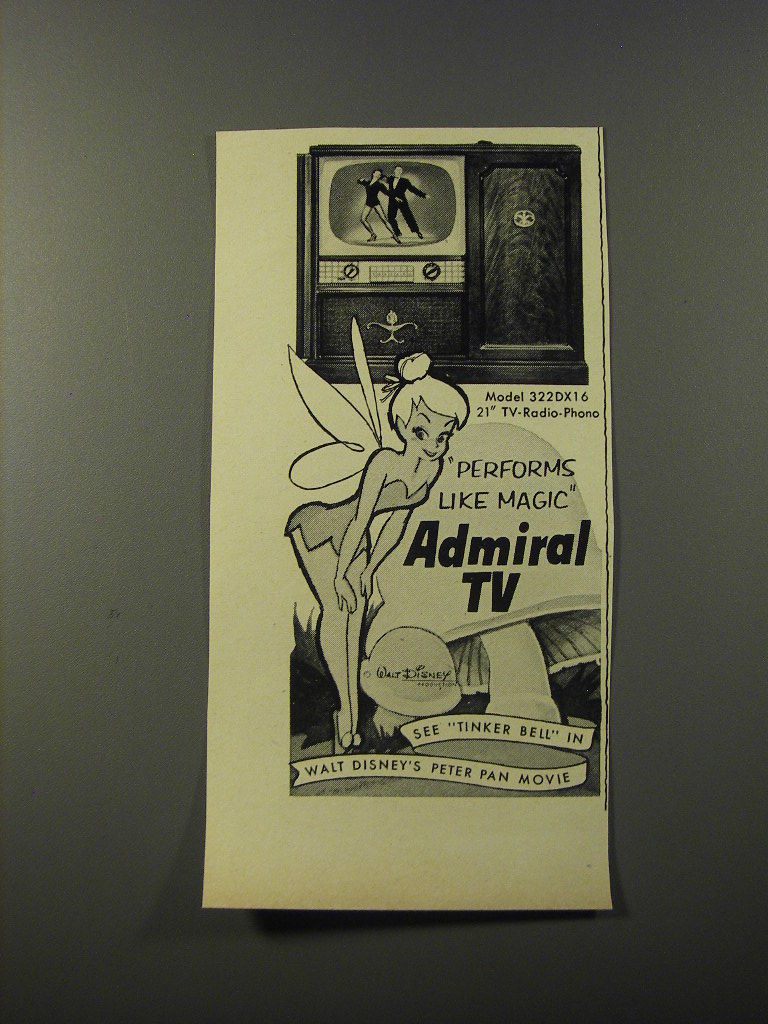 Model 322DX16
21" TV-Radio-Phono
"PERFORMS
LIKE MAGIC"
Admiral
TV
© WALT DISNEY
PRODUCTIONS
SEE "TINKER BELL" IN
WALT DISNEY'S PETER PAN MOVIE